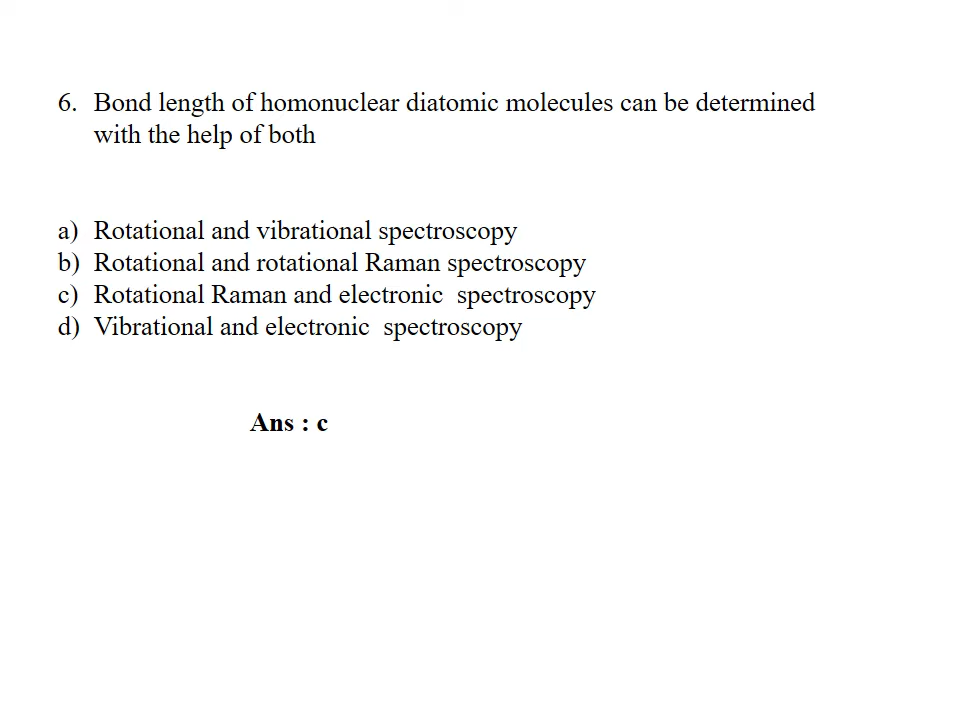 6. Bond length of homonuclear diatomic molecules can be determined
with the help of both
a) Rotational and vibrational spectroscopy
b) Rotational and rotational Raman spectroscopy
c) Rotational Raman and electronic spectroscopy
d) Vibrational and electronic spectroscopy
Ans : c